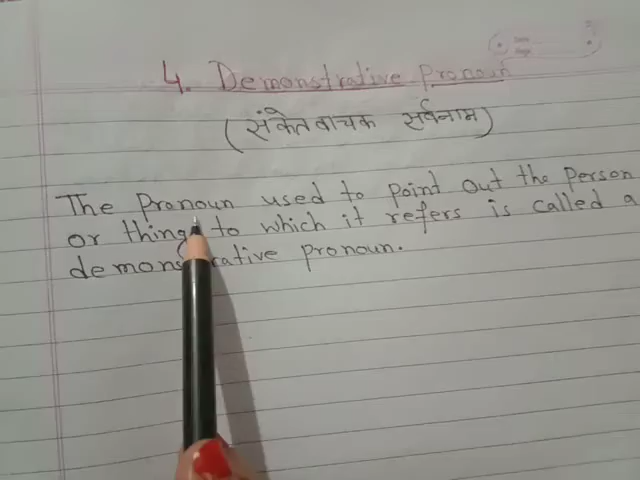 4. Demonstrative Pronoun
(संकेतवाचक सर्वनाम)
The Pronoun used to point out the person
or thing to which it refers is called a
demonstrative pronoun.